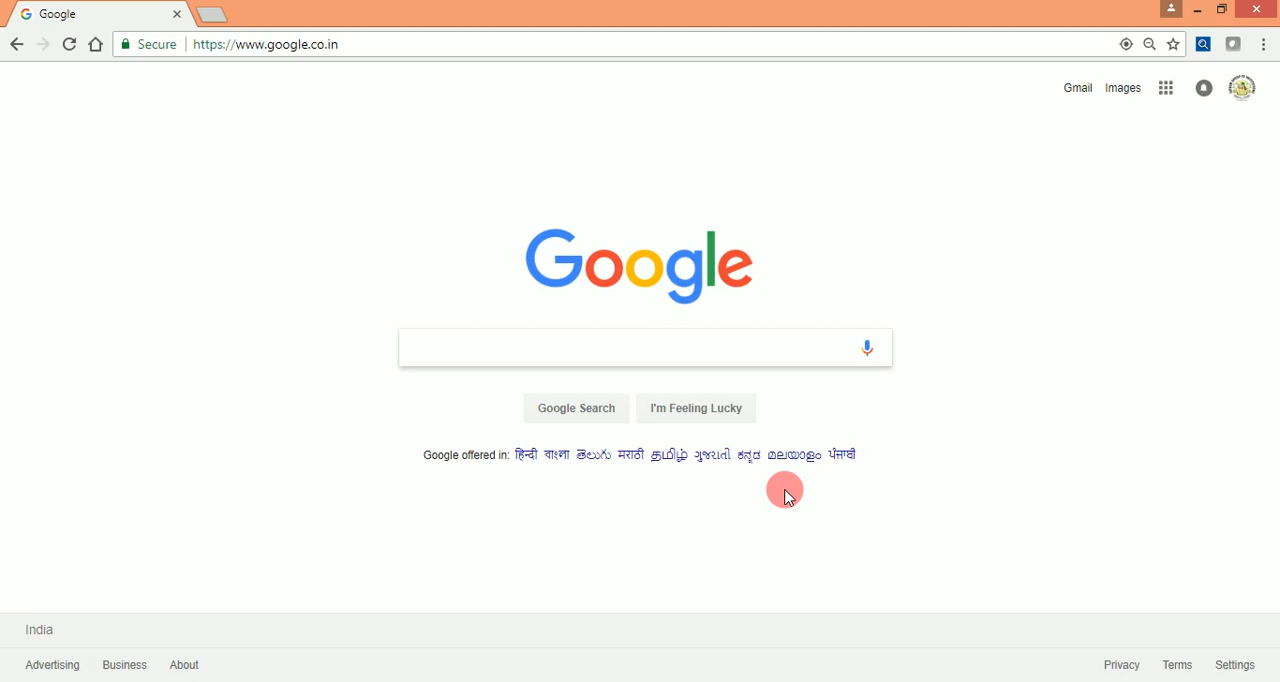 Google
Secure https://www.google.co.in
Gmail Images
Google
Google Search I'm Feeling Lucky
Google offered in: हिन्दी বাংলা తెలుగు मराठी தமிழ் ગુજરાતી ಕನ್ನಡ മലയാളം ਪੰਜਾਬੀ
India
Advertising Business About
Privacy Terms Settings